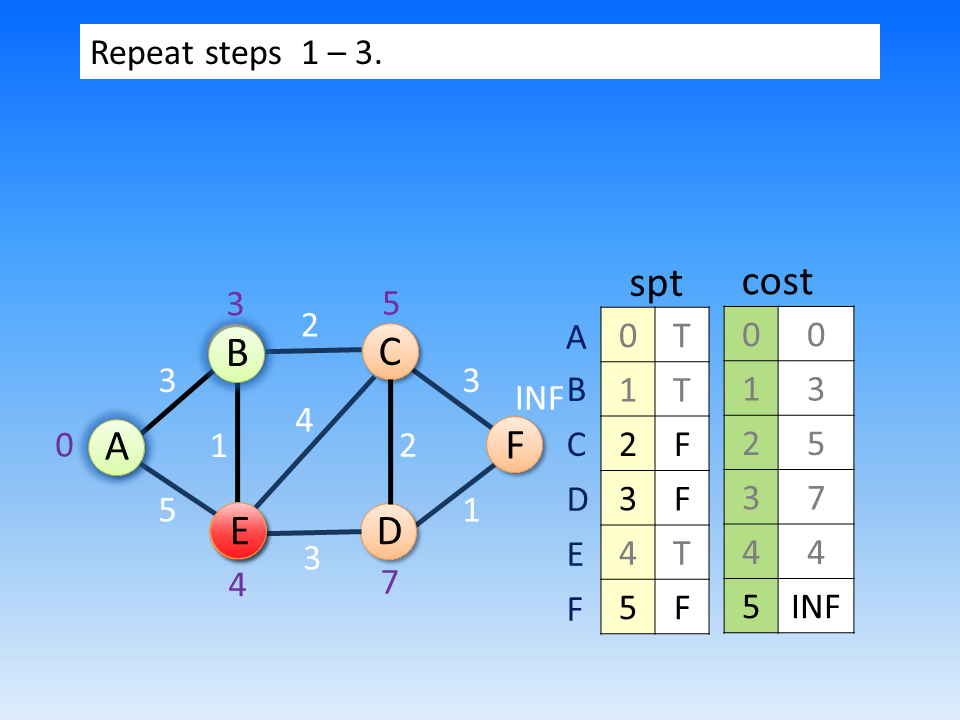 Repeat steps 1 – 3.
spt cost
3 5
2
A 0 T 0 0
B C
3 3
INF
B 1 T 1 3
4
0 A 1 2 F
C 2 F 2 5
D 3 F 3 7
5 1
E D
3
E 4 T 4 4
4 7
F 5 F 5 INF